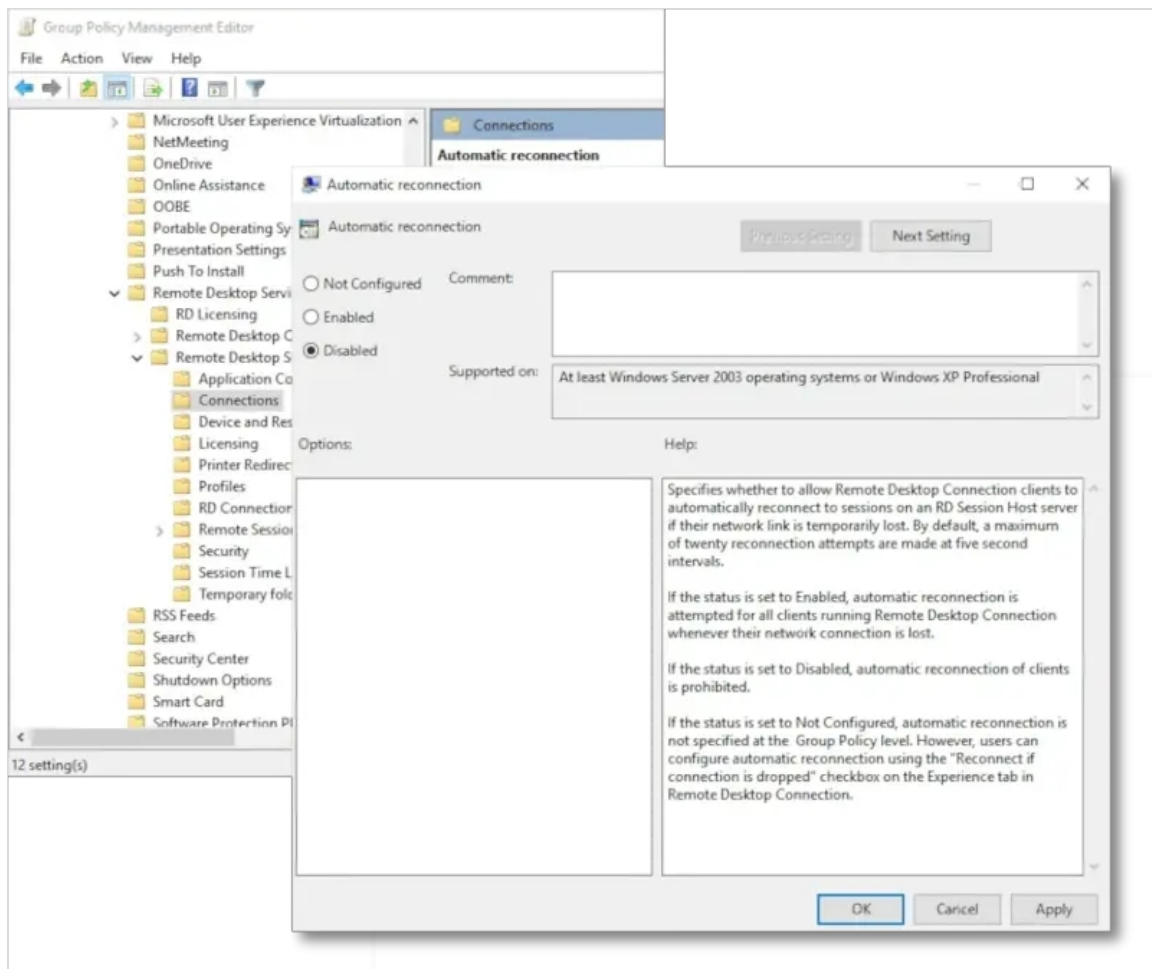 Group Policy Management Editor
File Action View Help
Microsoft User Experience Virtualization
NetMeeting
OneDrive
Online Assistance
OOBE
Portable Operating Sy
Presentation Settings
Push To Install
Remote Desktop Servi
RD Licensing
Remote Desktop C
Remote Desktop S
Application Co
Connections
Device and Res
Licensing
Printer Redirec
Profiles
RD Connection
Remote Session
Security
Session Time L
Temporary fold
RSS Feeds
Search
Security Center
Shutdown Options
Smart Card
Software Protection Pl
12 setting(s)
Connections
Automatic reconnection
Automatic reconnection
Automatic reconnection
Previous Setting
Next Setting
Not Configured
Enabled
Disabled
Comment:
Supported on:
At least Windows Server 2003 operating systems or Windows XP Professional
Options:
Help:
Specifies whether to allow Remote Desktop Connection clients to
automatically reconnect to sessions on an RD Session Host server
if their network link is temporarily lost. By default, a maximum
of twenty reconnection attempts are made at five second
intervals.
If the status is set to Enabled, automatic reconnection is
attempted for all clients running Remote Desktop Connection
whenever their network connection is lost.
If the status is set to Disabled, automatic reconnection of clients
is prohibited.
If the status is set to Not Configured, automatic reconnection is
not specified at the Group Policy level. However, users can
configure automatic reconnection using the "Reconnect if
connection is dropped" checkbox on the Experience tab in
Remote Desktop Connection.
OK
Cancel
Apply